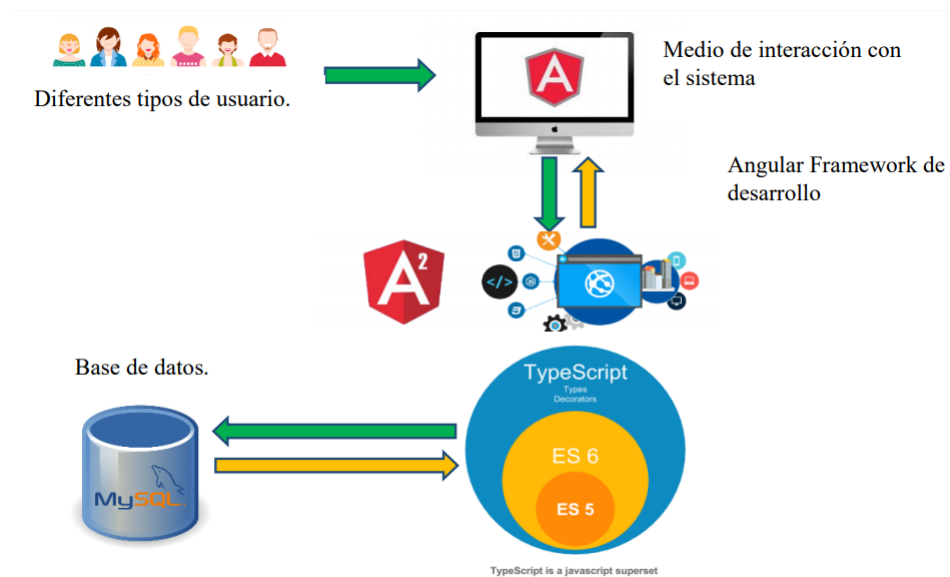 Diferentes tipos de usuario.
A
Medio de interacción con
el sistema
Angular Framework de
desarrollo
A2
</>
Base de datos.
MySQL
TypeScript
Types
Decorators
ES 6
ES 5
TypeScript is a javascript superset